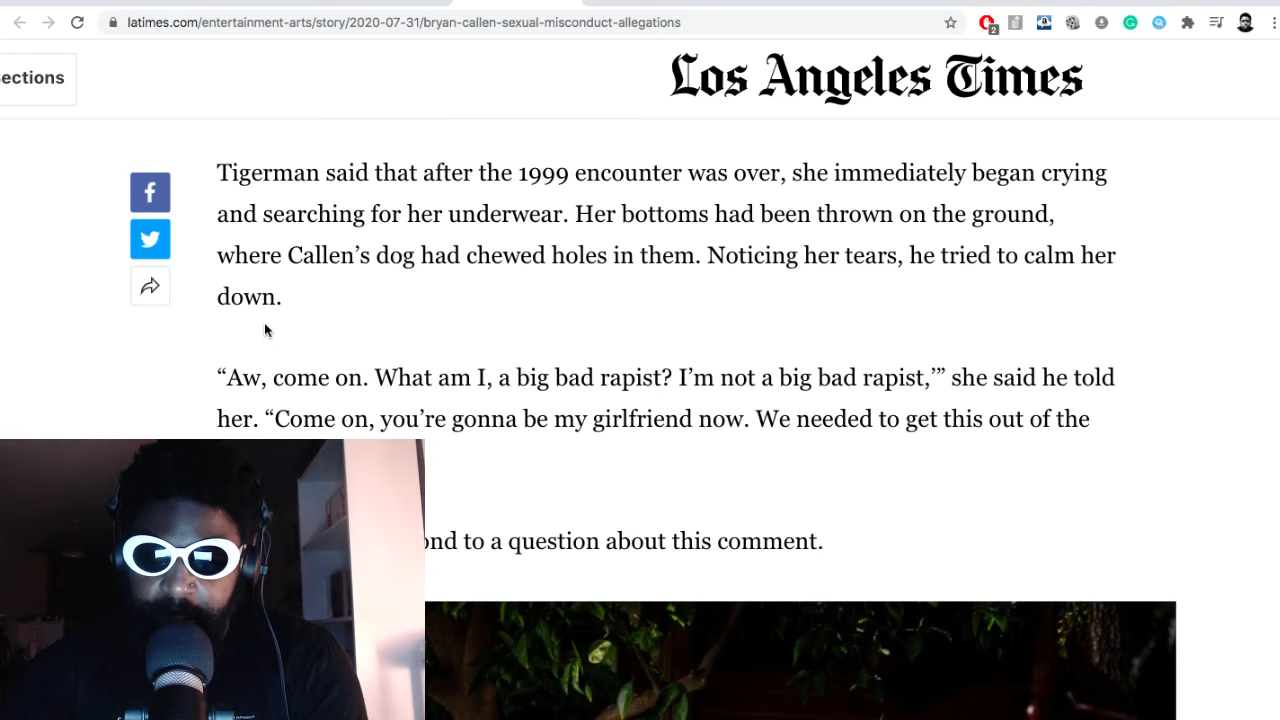 latimes.com/entertainment-arts/story/2020-07-31/bryan-callen-sexual-misconduct-allegations
2
ections
Los Angeles Times
Tigerman said that after the 1999 encounter was over, she immediately began crying
and searching for her underwear. Her bottoms had been thrown on the ground,
where Callen’s dog had chewed holes in them. Noticing her tears, he tried to calm her
down.
“Aw, come on. What am I, a big bad rapist? I’m not a big bad rapist,’” she said he told
her. “Come on, you’re gonna be my girlfriend now. We needed to get this out of the
ond to a question about this comment.